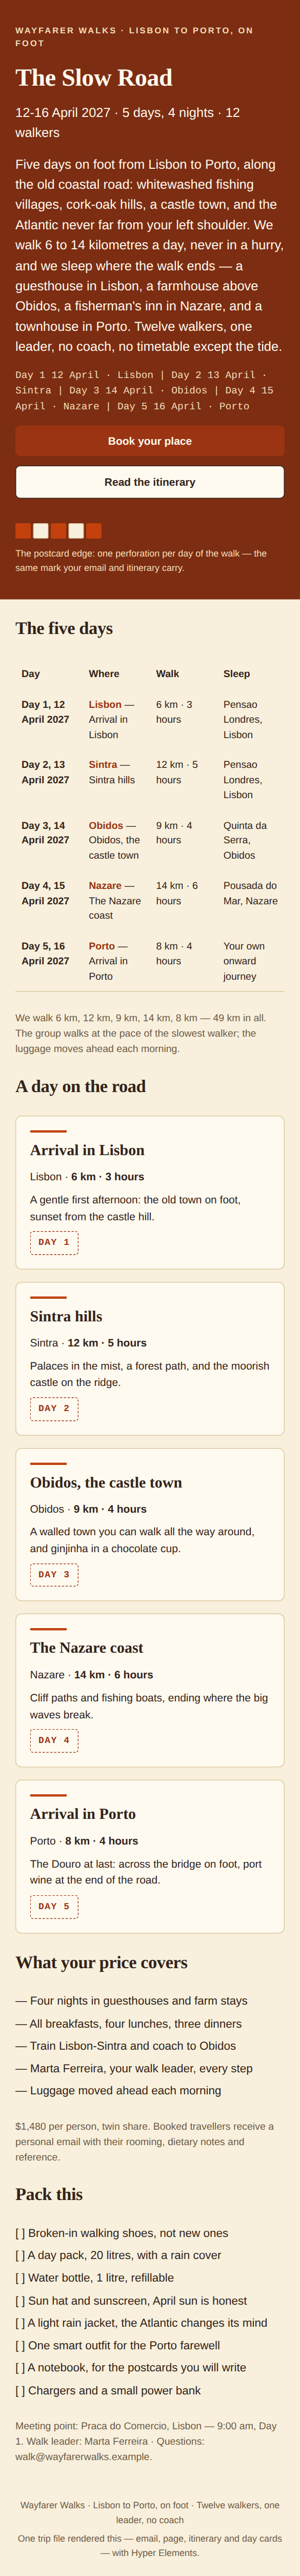 WAYFARER WALKS · LISBON TO PORTO, ON
FOOT
The Slow Road
12-16 April 2027 · 5 days, 4 nights · 12
walkers
Five days on foot from Lisbon to Porto, along
the old coastal road: whitewashed fishing
villages, cork-oak hills, a castle town, and the
Atlantic never far from your left shoulder. We
walk 6 to 14 kilometres a day, never in a hurry,
and we sleep where the walk ends — a
guesthouse in Lisbon, a farmhouse above
Obidos, a fisherman's inn in Nazare, and a
townhouse in Porto. Twelve walkers, one
leader, no coach, no timetable except the tide.
Day 1 12 April · Lisbon | Day 2 13 April ·
Sintra | Day 3 14 April · Obidos | Day 4 15
April · Nazare | Day 5 16 April · Porto
Book your place
Read the itinerary
The postcard edge: one perforation per day of the walk — the
same mark your email and itinerary carry.
The five days
Day Where Walk Sleep
Day 1, 12 Lisbon — 6 km · 3 Pensao
April 2027 Arrival in hours Londres,
Lisbon Lisbon
Day 2, 13 Sintra — 12 km · 5 Pensao
April 2027 Sintra hills hours Londres,
Lisbon
Day 3, 14 Obidos — 9 km · 4 Quinta da
April 2027 Obidos, the hours Serra,
castle town Obidos
Day 4, 15 Nazare — 14 km · 6 Pousada do
April 2027 The Nazare hours Mar, Nazare
coast
Day 5, 16 Porto — 8 km · 4 Your own
April 2027 Arrival in hours onward
Porto journey
We walk 6 km, 12 km, 9 km, 14 km, 8 km — 49 km in all.
The group walks at the pace of the slowest walker; the
luggage moves ahead each morning.
A day on the road
Arrival in Lisbon
Lisbon · 6 km · 3 hours
A gentle first afternoon: the old town on foot,
sunset from the castle hill.
DAY 1
Sintra hills
Sintra · 12 km · 5 hours
Palaces in the mist, a forest path, and the moorish
castle on the ridge.
DAY 2
Obidos, the castle town
Obidos · 9 km · 4 hours
A walled town you can walk all the way around,
and ginjinha in a chocolate cup.
DAY 3
The Nazare coast
Nazare · 14 km · 6 hours
Cliff paths and fishing boats, ending where the big
waves break.
DAY 4
Arrival in Porto
Porto · 8 km · 4 hours
The Douro at last: across the bridge on foot, port
wine at the end of the road.
DAY 5
What your price covers
— Four nights in guesthouses and farm stays
— All breakfasts, four lunches, three dinners
— Train Lisbon-Sintra and coach to Obidos
— Marta Ferreira, your walk leader, every step
— Luggage moved ahead each morning
$1,480 per person, twin share. Booked travellers receive a
personal email with their rooming, dietary notes and
reference.
Pack this
[ ] Broken-in walking shoes, not new ones
[ ] A day pack, 20 litres, with a rain cover
[ ] Water bottle, 1 litre, refillable
[ ] Sun hat and sunscreen, April sun is honest
[ ] A light rain jacket, the Atlantic changes its mind
[ ] One smart outfit for the Porto farewell
[ ] A notebook, for the postcards you will write
[ ] Chargers and a small power bank
Meeting point: Praca do Comercio, Lisbon — 9:00 am, Day
1. Walk leader: Marta Ferreira · Questions:
walk@wayfarerwalks.example.
Wayfarer Walks · Lisbon to Porto, on foot · Twelve walkers, one
leader, no coach
One trip file rendered this — email, page, itinerary and day cards
— with Hyper Elements.